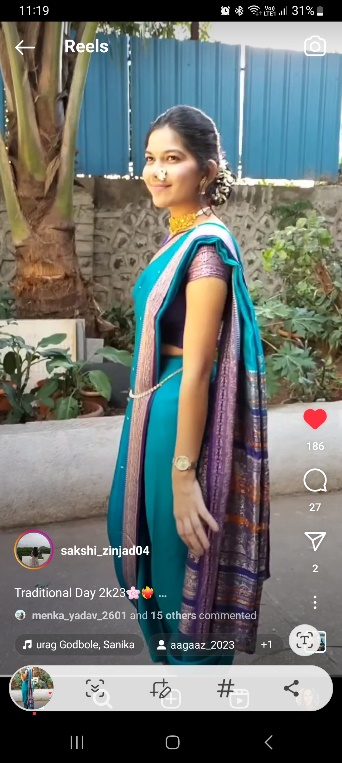 11:19
31%
Reels
186
27
2
sakshi_zinjad04
Traditional Day 2k23🌸❤️‍🔥 ...
menka_yadav_2601 and 15 others commented
urag Godbole, Sanika
aagaaz_2023
+1
T
#